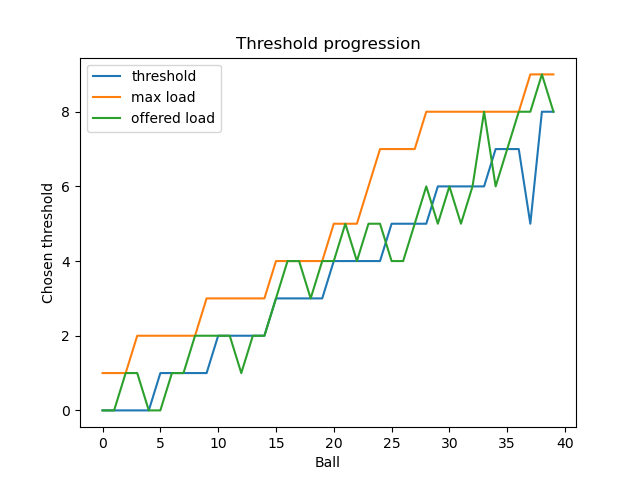 Threshold progression
threshold
max load
offered load
Chosen threshold
8
6
4
2
0
0 5 10 15 20 25 30 35 40
Ball